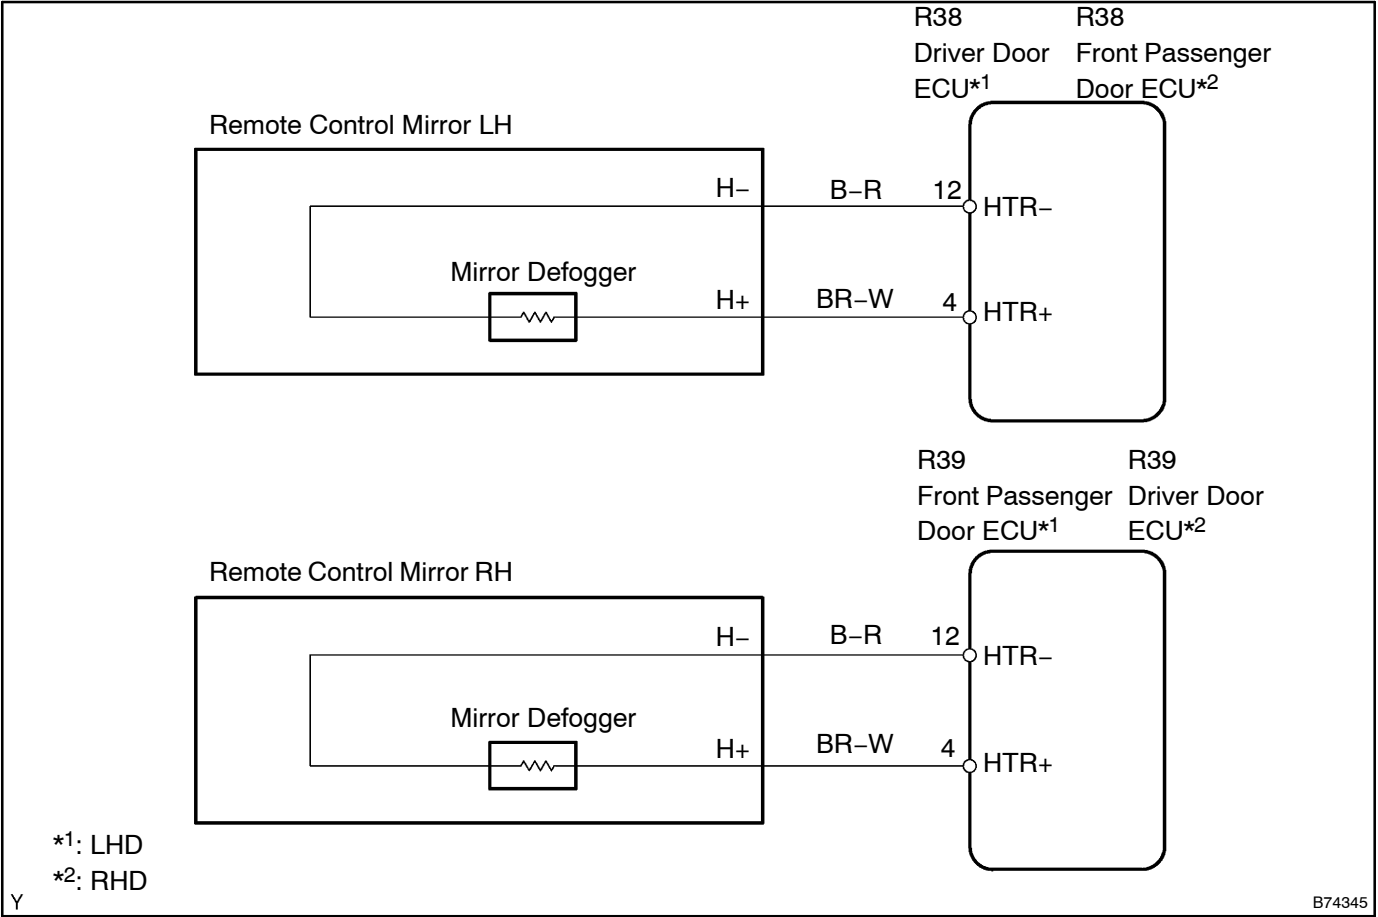 R38
Driver Door
ECU*1
R38
Front Passenger
Door ECU*2
Remote Control Mirror LH
H−
B−R
12
HTR−
Mirror Defogger
H+
BR−W
4
HTR+
R39
Front Passenger
Door ECU*1
R39
Driver Door
ECU*2
Remote Control Mirror RH
H−
B−R
12
HTR−
Mirror Defogger
H+
BR−W
4
HTR+
*1: LHD
*2: RHD
Y
B74345